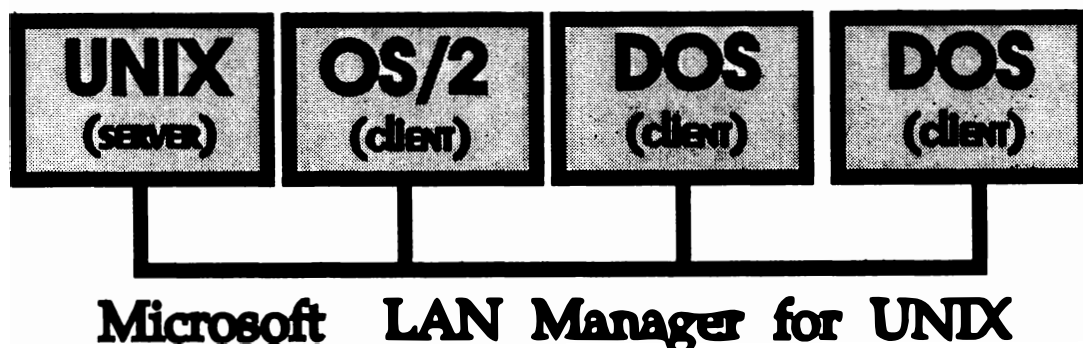 UNIX
(SERVER)
OS/2
(cliENT)
DOS
(cliENT)
DOS
(cliENT)
Microsoft LAN Manager for UNIX